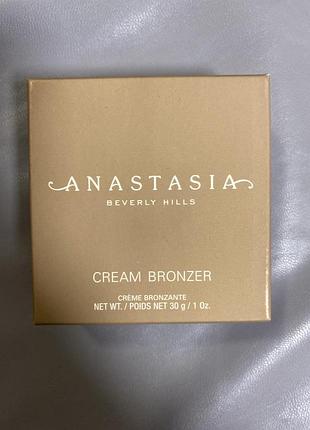 ANASTASIA
BEVERLY HILLS
CREAM BRONZER
CRÈME BRONZANTE
NET WT. / POIDS NET 30 g / 1 Oz.